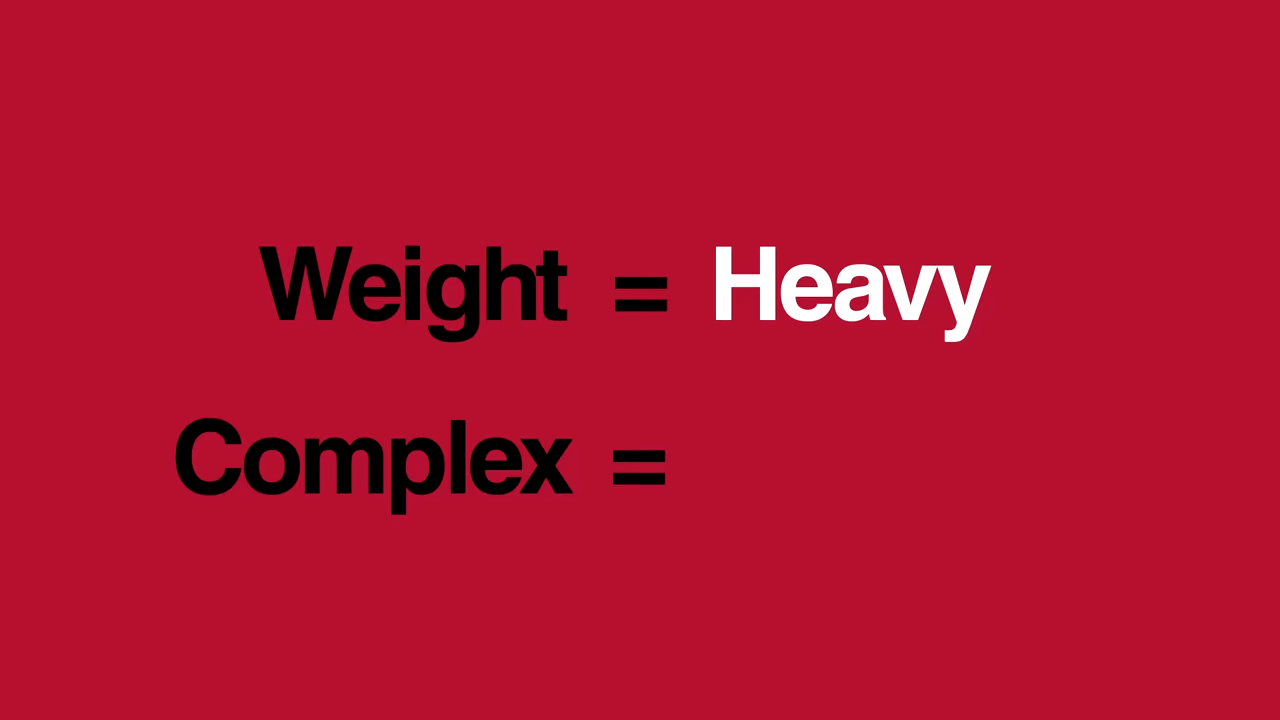 Weight = Heavy
Complex =